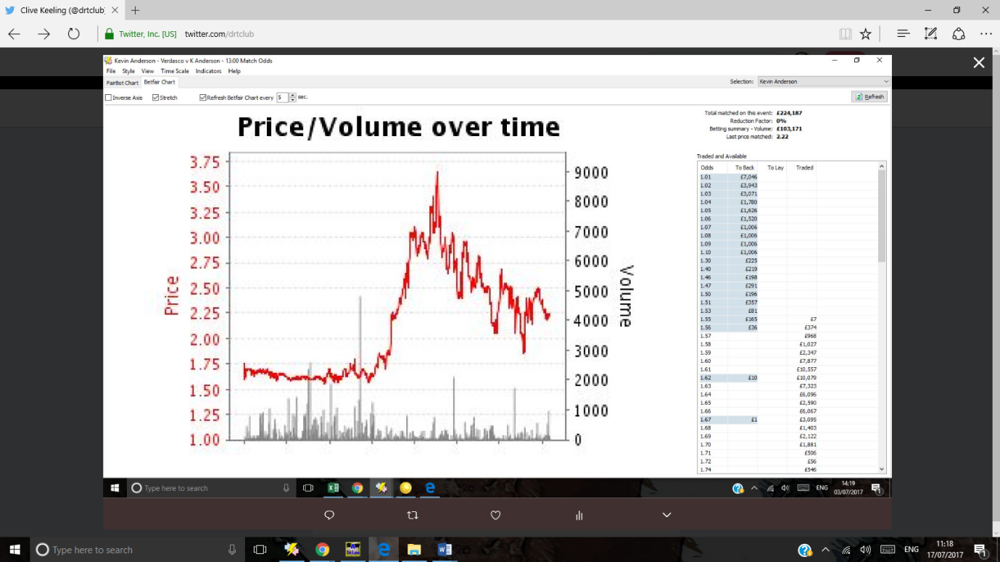 Clive Keeling (@drtclub
Twitter, Inc. [US] twitter.com/drtclub
Kevin Anderson - Verdasco v K Anderson - 13:00 Match Odds
File Style View Time Scale Indicators Help
FairBot Chart Betfair Chart
Selection: Kevin Anderson
Inverse Axis Stretch Refresh Betfair Chart every 5 sec.
Refresh
Price/Volume over time
Total matched on this event: £224,187
Reduction Factor: 0%
Betting summary - Volume: £103,171
Last price matched: 2.22
3.75
3.50
3.25
3.00
2.75
2.50
2.25
2.00
1.75
1.50
1.25
1.00
Price
9000
8000
7000
6000
5000
4000
3000
2000
1000
0
Volume
Traded and Available
Odds To Back To Lay Traded
1.01 £7,046
1.02 £3,943
1.03 £3,071
1.04 £1,780
1.05 £1,626
1.06 £1,520
1.07 £1,006
1.08 £1,006
1.09 £1,006
1.10 £1,006
1.30 £225
1.40 £219
1.46 £198
1.47 £291
1.50 £196
1.51 £357
1.53 £81
1.55 £165 £7
1.56 £36 £374
1.57 £968
1.58 £1,027
1.59 £2,347
1.60 £7,877
1.61 £10,557
1.62 £10 £10,079
1.63 £7,323
1.64 £6,096
1.65 £2,590
1.66 £6,067
1.67 £1 £3,095
1.68 £1,403
1.69 £2,122
1.70 £1,881
1.71 £506
1.72 £56
1.74 £546
Type here to search
ENG
14:19
03/07/2017
1
Type here to search
ENG
11:18
17/07/2017
1